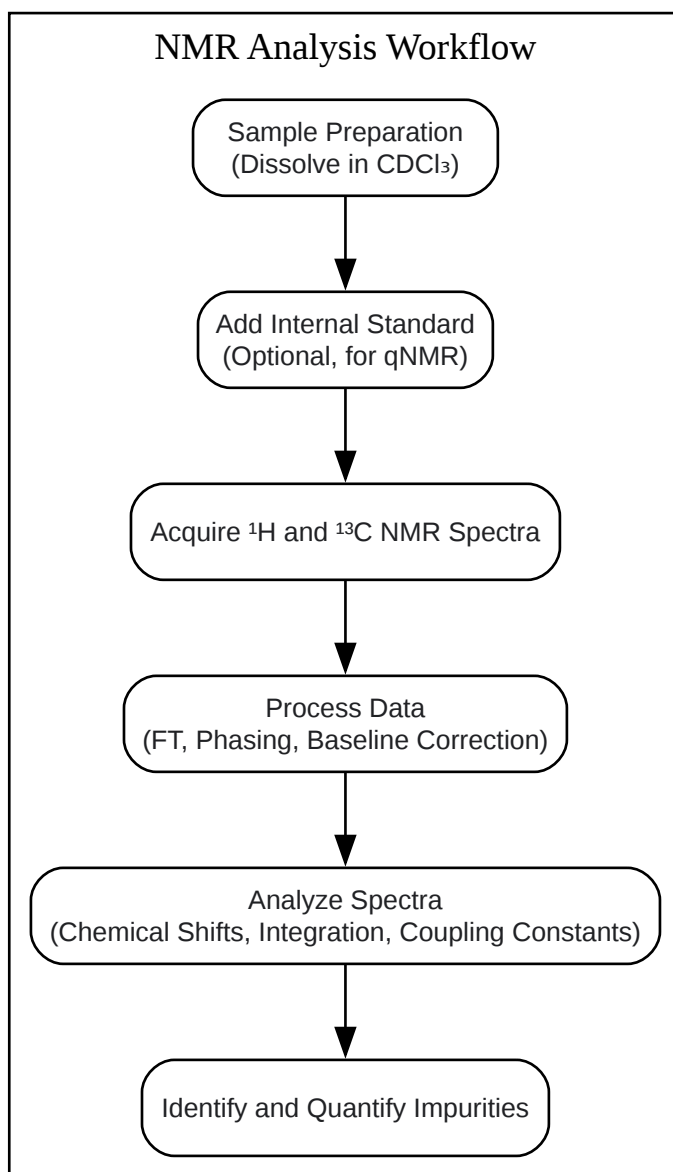 NMR Analysis Workflow
Sample Preparation
(Dissolve in CDCl₃)
Add Internal Standard
(Optional, for qNMR)
Acquire ¹H and ¹³C NMR Spectra
Process Data
(FT, Phasing, Baseline Correction)
Analyze Spectra
(Chemical Shifts, Integration, Coupling Constants)
Identify and Quantify Impurities